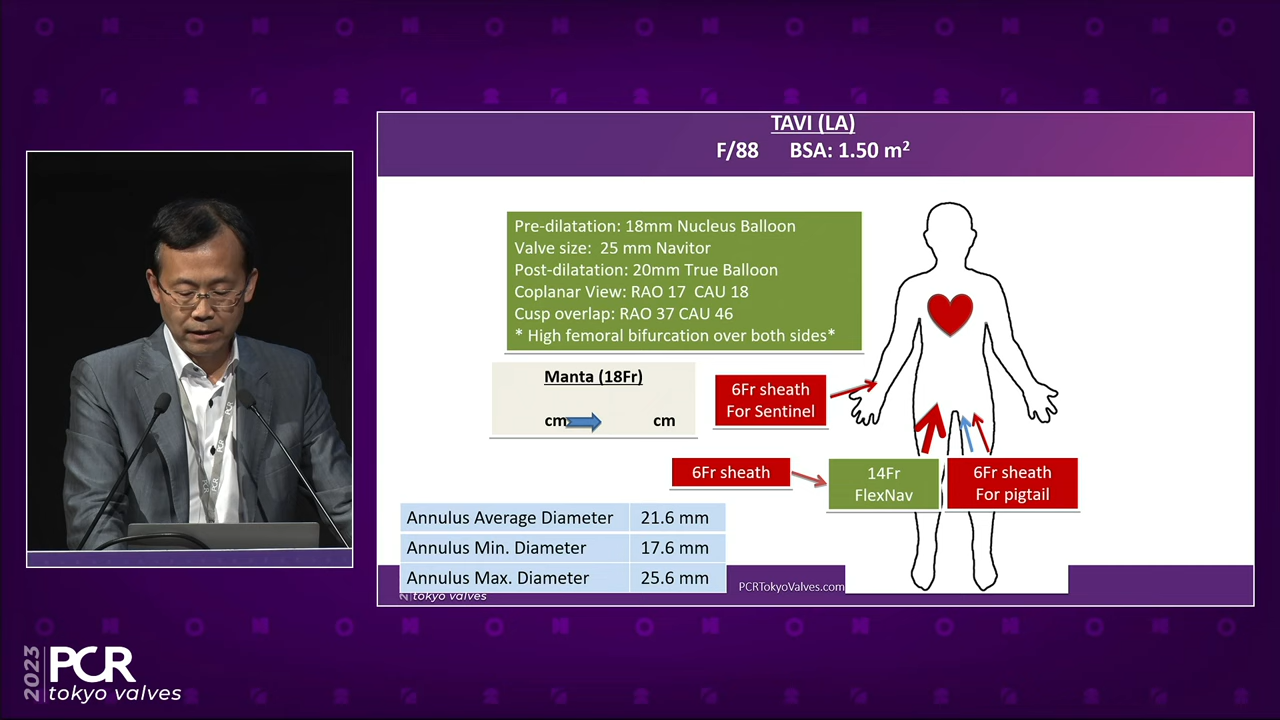 TAVI (LA)
F/88 BSA: 1.50 m²
Pre-dilatation: 18mm Nucleus Balloon
Valve size: 25 mm Navitor
Post-dilatation: 20mm True Balloon
Coplanar View: RAO 17 CAU 18
Cusp overlap: RAO 37 CAU 46
* High femoral bifurcation over both sides*
Manta (18Fr)
cm cm
6Fr sheath
For Sentinel
6Fr sheath
14Fr
FlexNav
6Fr sheath
For pigtail
Annulus Average Diameter 21.6 mm
Annulus Min. Diameter 17.6 mm
Annulus Max. Diameter 25.6 mm
tokyo valves
PCRTokyoValves.com
PCR
2023
PCR
tokyo valves